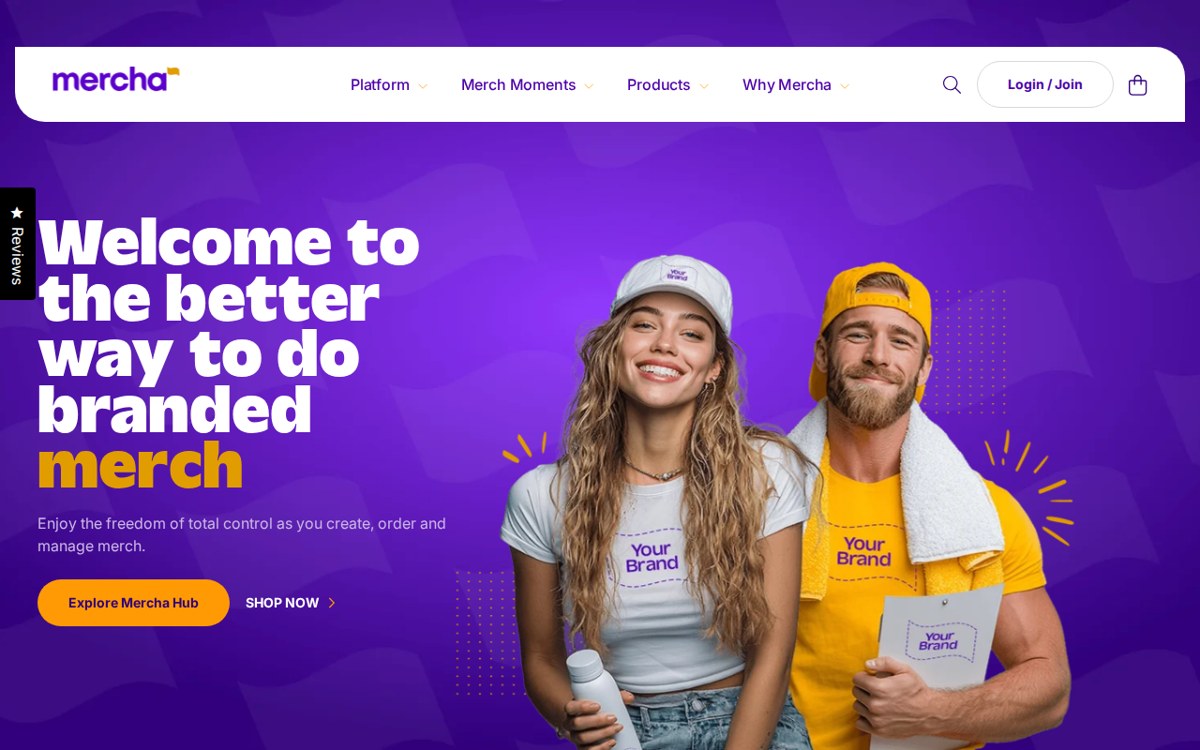 mercha
Platform
Merch Moments
Products
Why Mercha
Login / Join
Reviews
Welcome to
the better
way to do
branded
merch
Enjoy the freedom of total control as you create, order and
manage merch.
Explore Mercha Hub
SHOP NOW
Your
Brand
Your
Brand
Your
Brand
Your
Brand